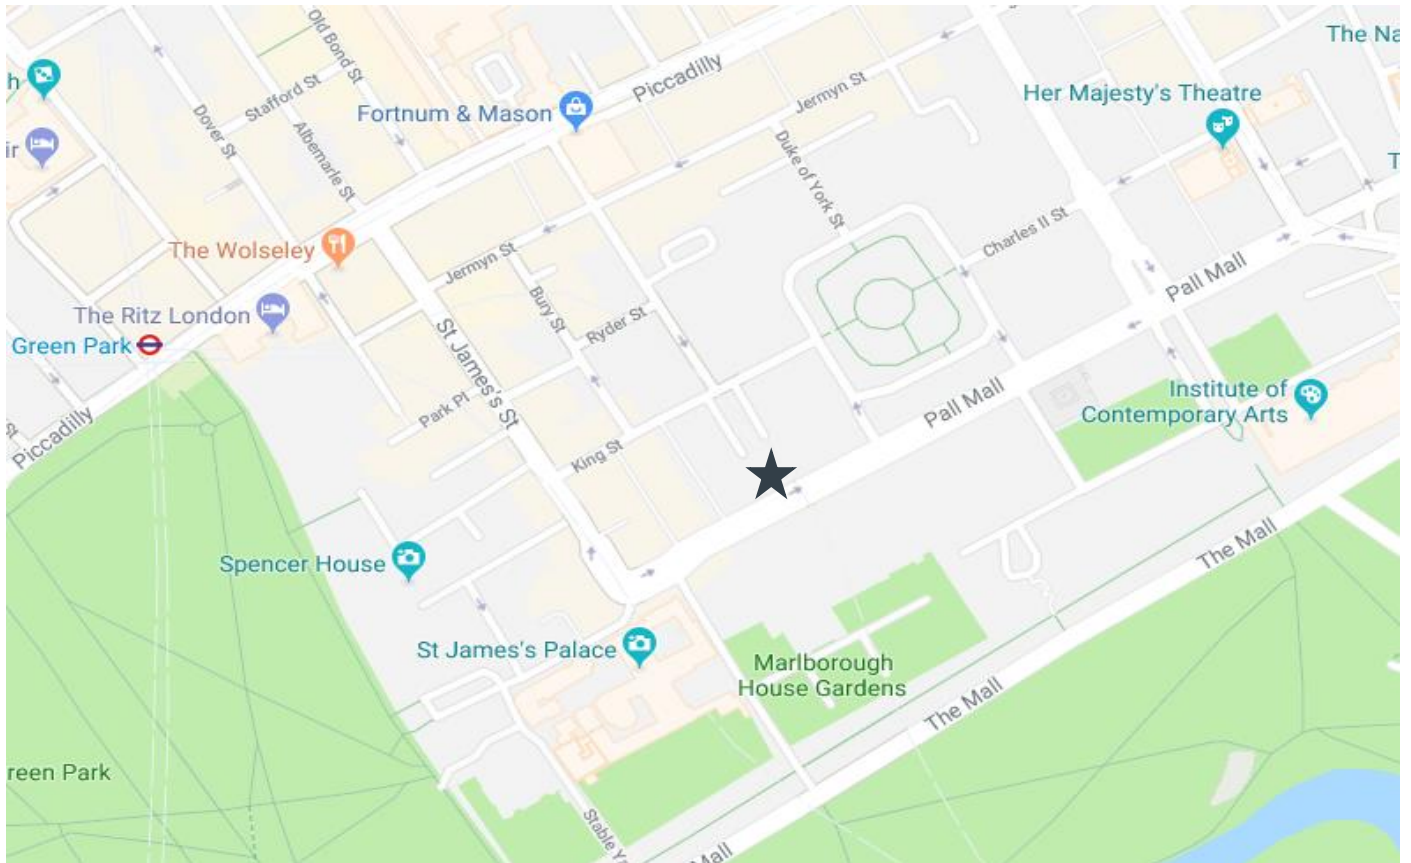 Old Bond St
The Na
h
Stafford St
Piccadilly
Jermyn St
Her Majesty's Theatre
Fortnum & Mason
Dover St
Albemarle St
ir
Duke of York St
T
The Wolseley
Jermyn St
Charles II St
Pall Mall
The Ritz London
Bury St
Ryder St
Green Park
St James's St
Park Pl
Pall Mall
Institute of
Contemporary Arts
Piccadilly
King St
Spencer House
The Mall
St James's Palace
Marlborough
House Gardens
The Mall
reen Park
Stable Y
Mall